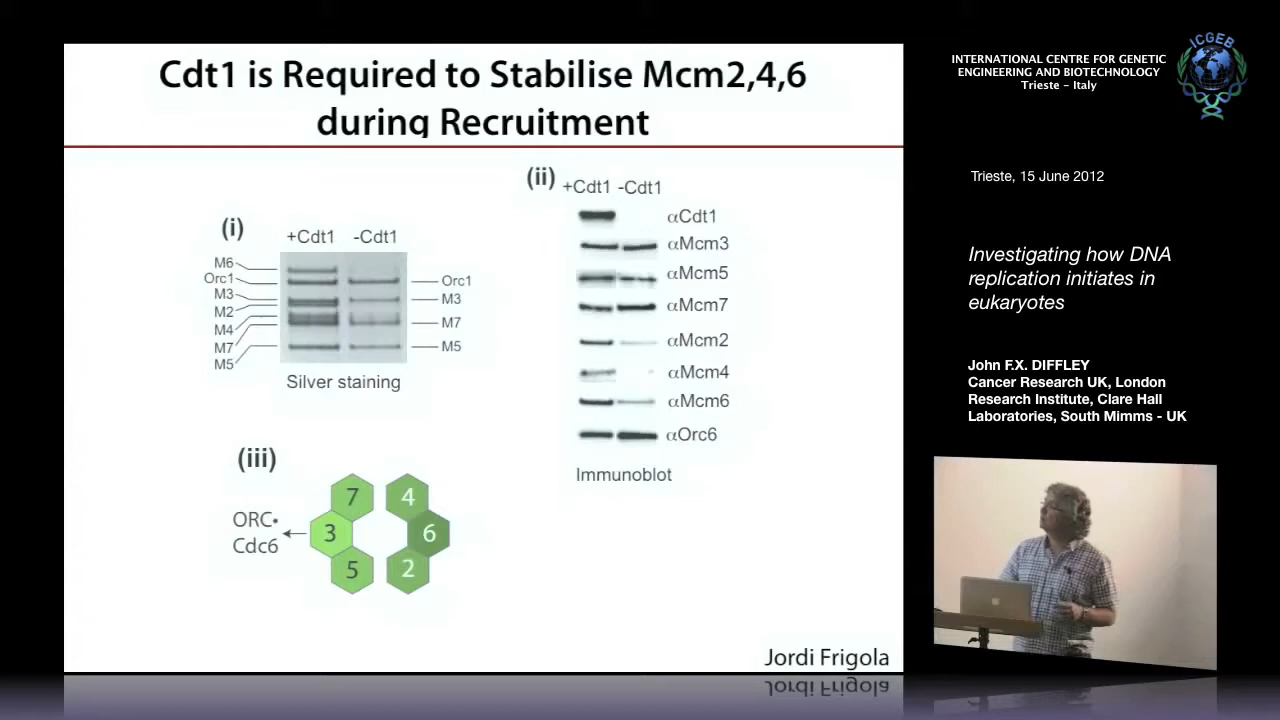 Cdt1 is Required to Stabilise Mcm2,4,6
during Recruitment
(i)
+Cdt1 -Cdt1
M6
Orc1
M3
M2
M4
M7
M5
Orc1
M3
M7
M5
Silver staining
(ii)
+Cdt1 -Cdt1
αCdt1
αMcm3
αMcm5
αMcm7
αMcm2
αMcm4
αMcm6
αOrc6
Immunoblot
(iii)
ORC•
Cdc6
7
4
3
6
5
2
Jordi Frigola
INTERNATIONAL CENTRE FOR GENETIC
ENGINEERING AND BIOTECHNOLOGY
Trieste - Italy
ICGEB
Trieste, 15 June 2012
Investigating how DNA
replication initiates in
eukaryotes
John F.X. DIFFLEY
Cancer Research UK, London
Research Institute, Clare Hall
Laboratories, South Mimms - UK